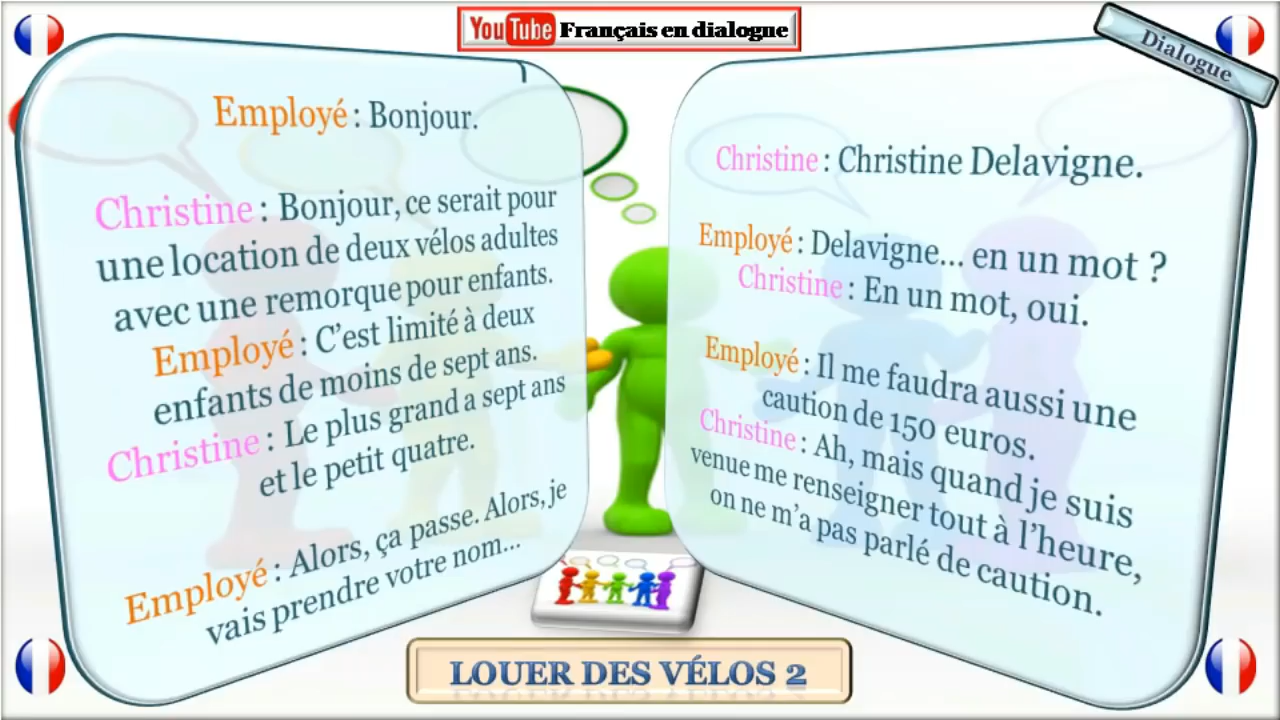 YouTube Français en dialogue
Dialogue
Employé : Bonjour.
Christine : Bonjour, ce serait pour
une location de deux vélos adultes
avec une remorque pour enfants.
Employé : C'est limité à deux
enfants de moins de sept ans.
Christine : Le plus grand a sept ans
et le petit quatre.
Employé : Alors, ça passe. Alors, je
vais prendre votre nom...
Christine : Christine Delavigne.
Employé : Delavigne... en un mot ?
Christine : En un mot, oui.
Employé : Il me faudra aussi une
caution de 150 euros.
Christine : Ah, mais quand je suis
venue me renseigner tout à l'heure,
on ne m'a pas parlé de caution.
LOUER DES VÉLOS 2